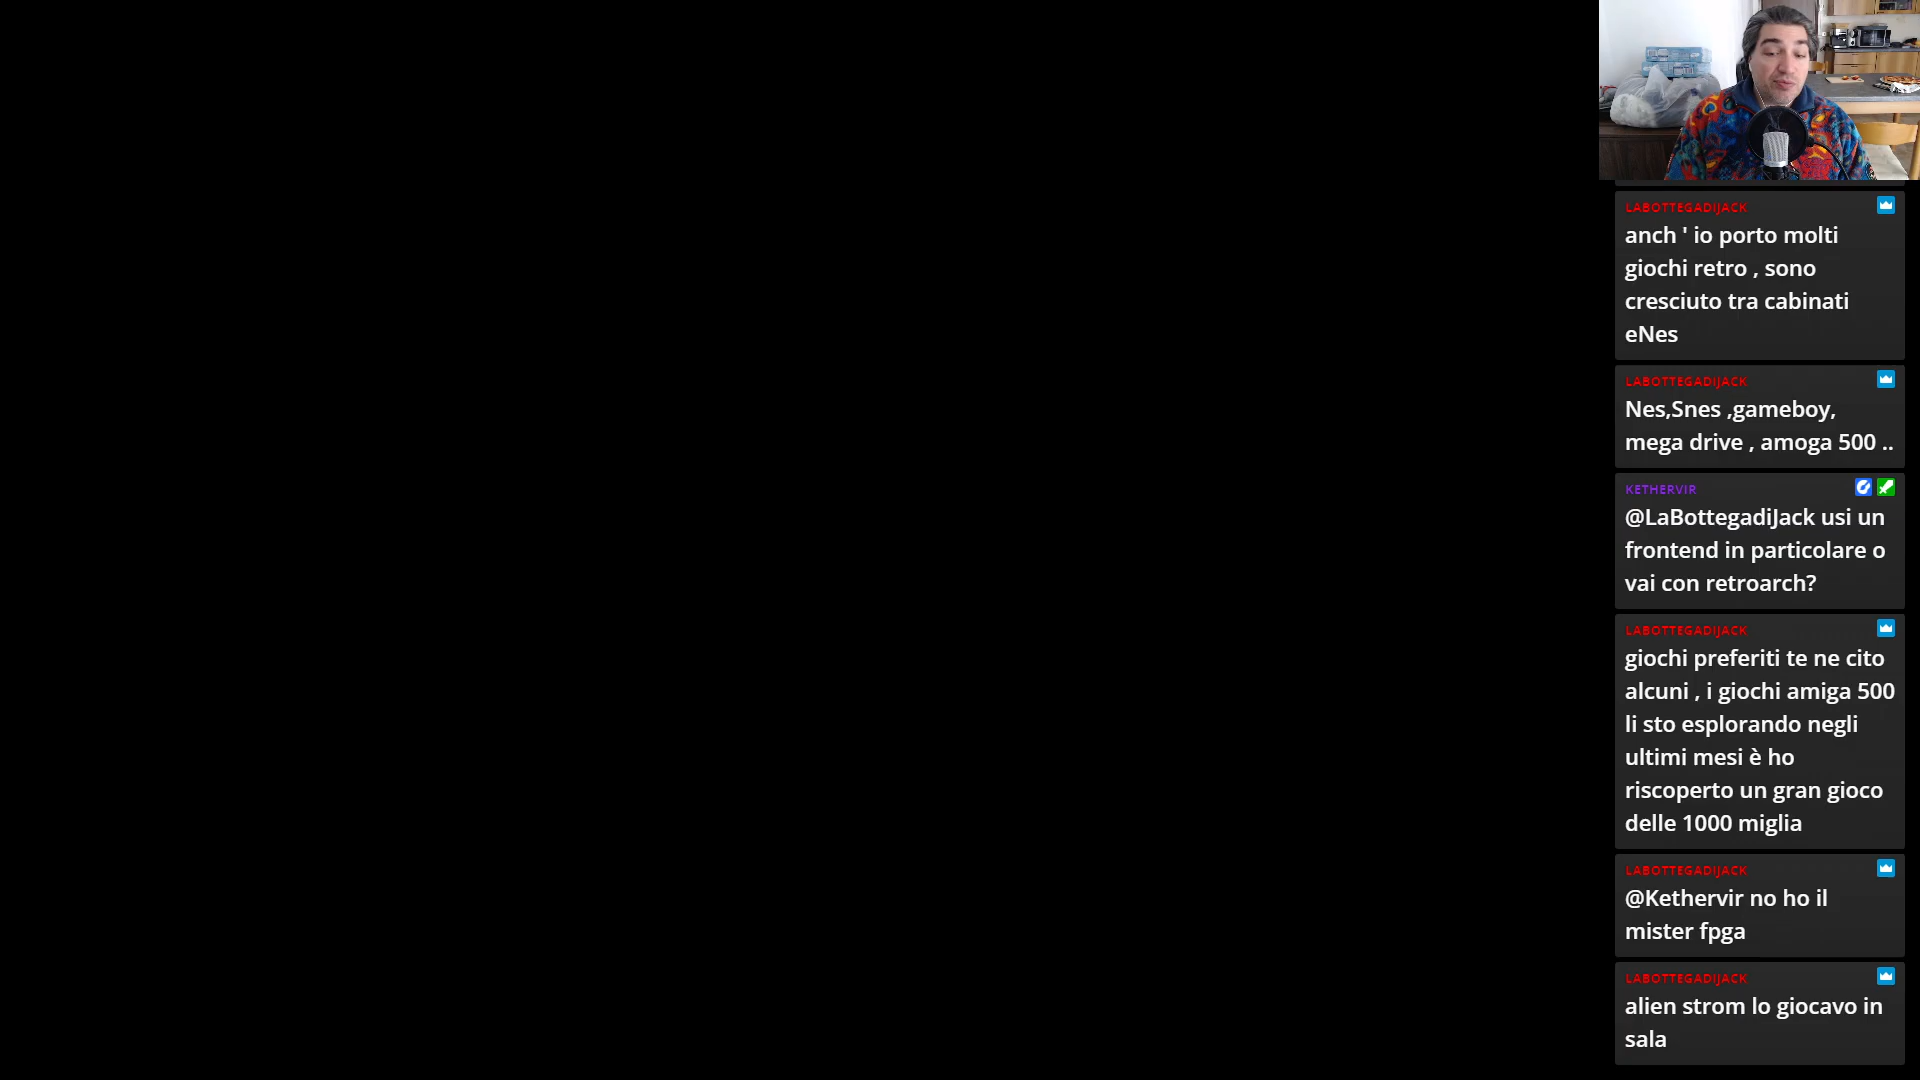 LABOTTEGADIJACK
anch ' io porto molti
giochi retro , sono
cresciuto tra cabinati
eNes
LABOTTEGADIJACK
Nes,Snes ,gameboy,
mega drive , amoga 500 ..
KETHERVIR
@LaBottegadiJack usi un
frontend in particolare o
vai con retroarch?
LABOTTEGADIJACK
giochi preferiti te ne cito
alcuni , i giochi amiga 500
li sto esplorando negli
ultimi mesi è ho
riscoperto un gran gioco
delle 1000 miglia
LABOTTEGADIJACK
@Kethervir no ho il
mister fpga
LABOTTEGADIJACK
alien strom lo giocavo in
sala